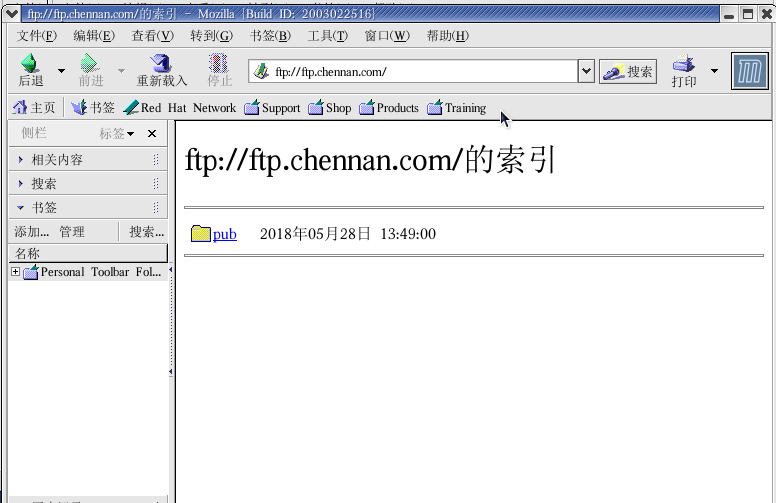 ftp://ftp.chennan.com/的索引 - Mozilla {Build ID: 2003022516}
文件(F) 编辑(E) 查看(V) 转到(G) 书签(B) 工具(T) 窗口(W) 帮助(H)
后退 前进 重新载入 停止 ftp://ftp.chennan.com/ 搜索 打印
主页 书签 Red Hat Network Support Shop Products Training
侧栏 标签
ftp://ftp.chennan.com/的索引
相关内容
搜索
书签
添加... 管理 搜索...
pub 2018年05月28日 13:49:00
名称
Personal Toolbar Fol...